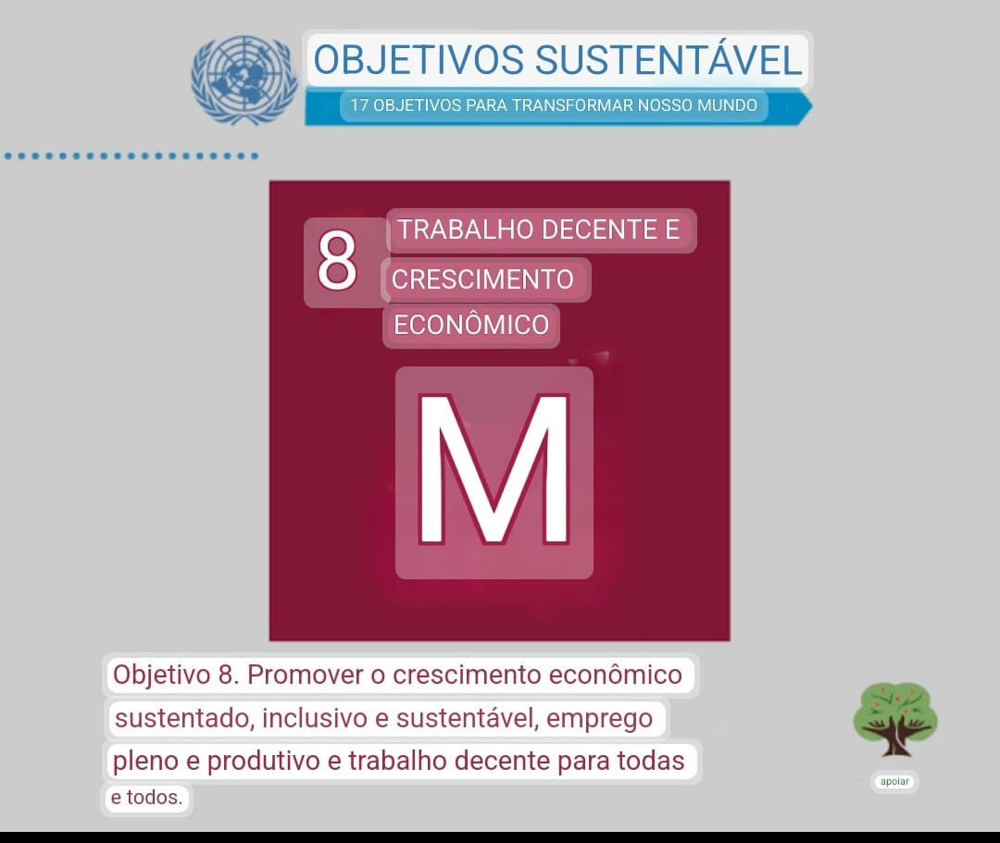 OBJETIVOS SUSTENTÁVEL
17 OBJETIVOS PARA TRANSFORMAR NOSSO MUNDO
8
TRABALHO DECENTE E
CRESCIMENTO
ECONÔMICO
M
Objetivo 8. Promover o crescimento econômico
sustentado, inclusivo e sustentável, emprego
pleno e produtivo e trabalho decente para todas
e todos.
apoiar